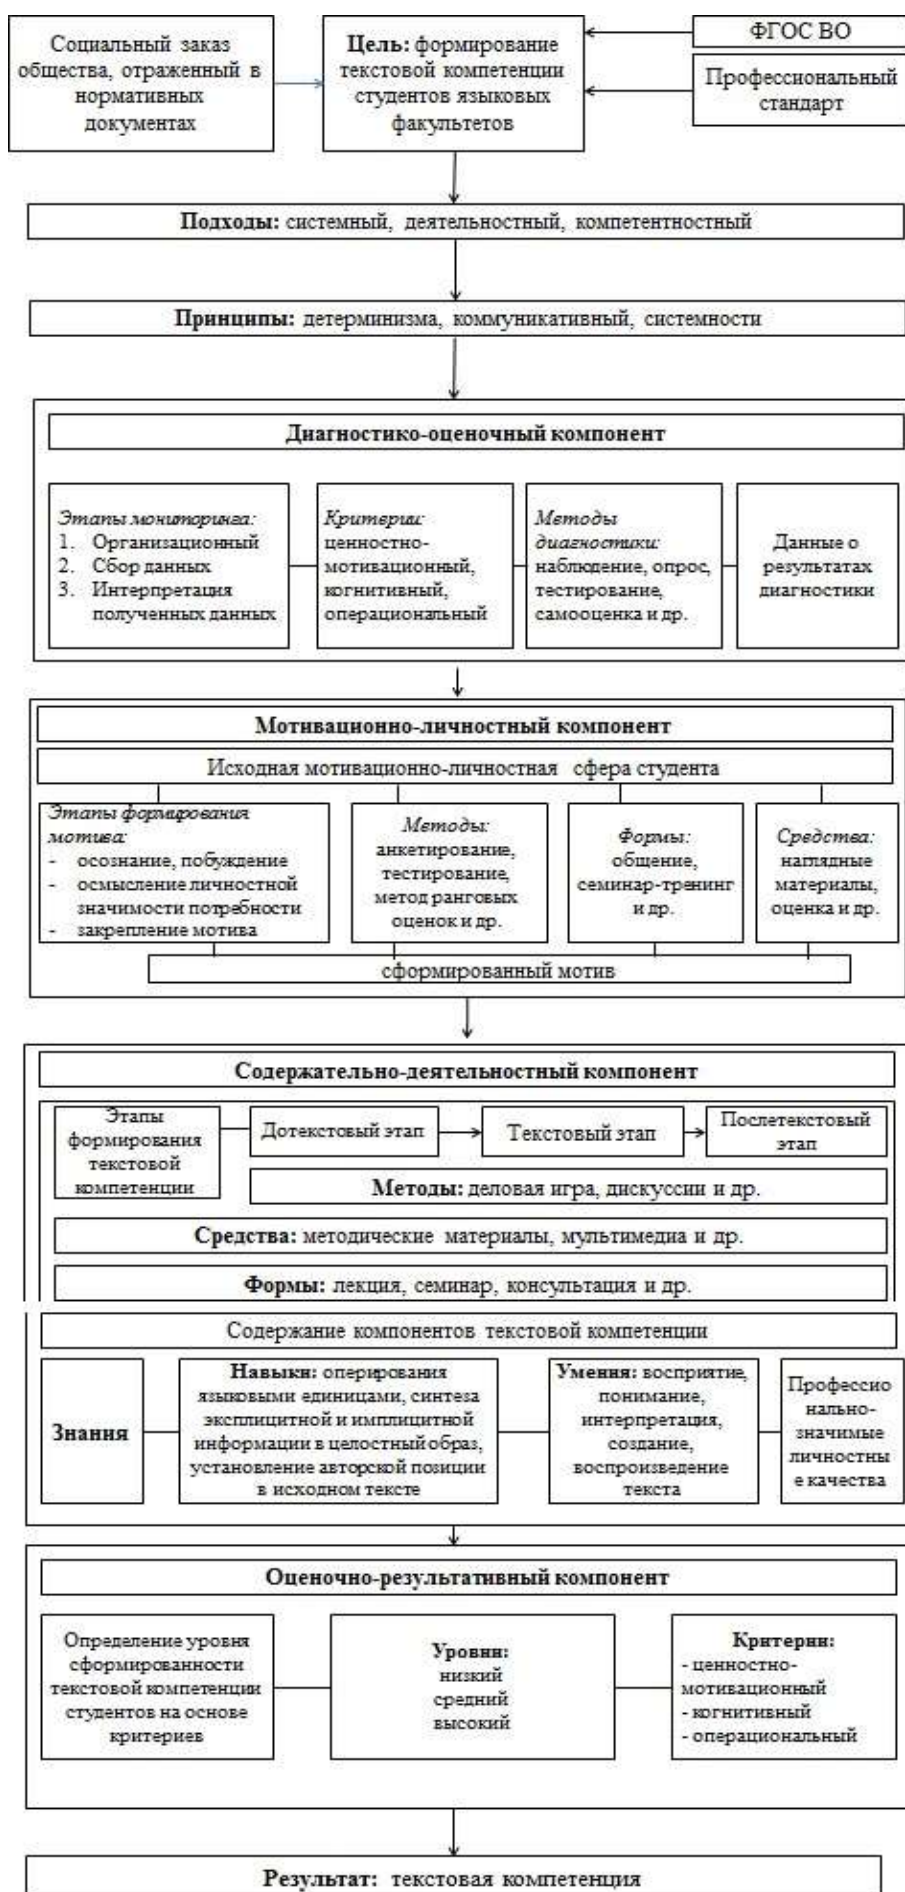 Социальный заказ
общества, отраженный в
нормативных
документах
Цель: формирование
текстовой компетенции
студентов языковых
факультетов
ФГОС ВО
Профессиональный
стандарт
Подходы: системный, деятельностный, компетентностный
Принципы: детерминизма, коммуникативный, системности
Диагностико-оценочный компонент
Этапы мониторинга:
1. Организационный
2. Сбор данных
3. Интерпретация
полученных данных
Критерии:
ценностно-
мотивационный,
когнитивный,
операциональный
Методы
диагностики:
наблюдение, опрос,
тестирование,
самооценка и др.
Данные о
результатах
диагностики
Мотивационно-личностный компонент
Исходная мотивационно-личностная сфера студента
Этапы формирования
мотива:
- осознание, побуждение
- осмысление личностной
значимости потребности
- закрепление мотива
Методы:
анкетирование,
тестирование,
метод ранговых
оценок и др.
Формы:
общение,
семинар-тренинг
и др.
Средства:
наглядные
материалы,
оценка и др.
сформированный мотив
Содержательно-деятельностный компонент
Этапы
формирования
текстовой
компетенции
Дотекстовый этап
Текстовый этап
Послетекстовый
этап
Методы: деловая игра, дискуссии и др.
Средства: методические материалы, мультимедиа и др.
Формы: лекция, семинар, консультация и др.
Содержание компонентов текстовой компетенции
Знания
Навыки: оперирования
языковыми единицами, синтеза
эксплицитной и имплицитной
информации в целостный образ,
установление авторской позиции
в исходном тексте
Умения: восприятие,
понимание,
интерпретация,
создание,
воспроизведение
текста
Профессио
нально-
значимые
личностны
е качества
Оценочно-результативный компонент
Определение уровня
сформированности
текстовой компетенции
студентов на основе
критериев
Уровни:
низкий
средний
высокий
Критерии:
- ценностно-
мотивационный
- когнитивный
- операциональный
Результат: текстовая компетенция